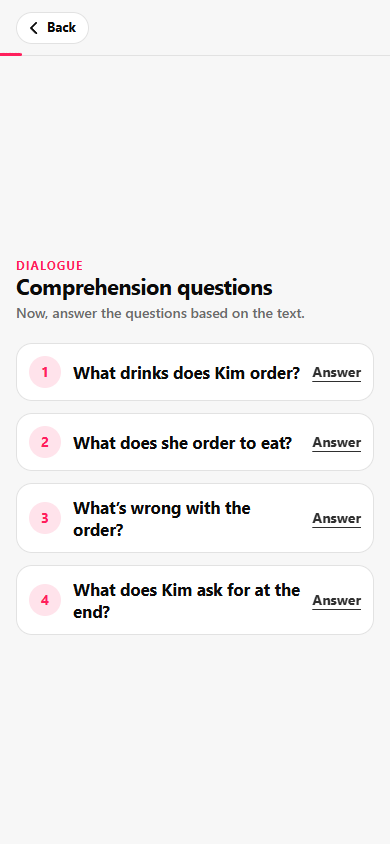 Back
DIALOGUE
Comprehension questions
Now, answer the questions based on the text.
1 What drinks does Kim order? Answer
2 What does she order to eat? Answer
3 What's wrong with the
order? Answer
4 What does Kim ask for at the
end? Answer